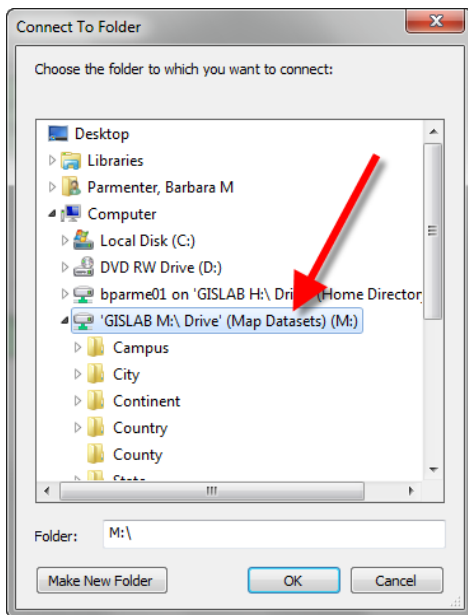 Connect To Folder
Choose the folder to which you want to connect:
Desktop
Libraries
Parmenter, Barbara M
Computer
Local Disk (C:)
DVD RW Drive (D:)
bparme01 on 'GISLAB H:\ (Home Director
'GISLAB M:\ Drive' (Map Datasets) (M:)
Campus
City
Continent
Country
County
Folder:
M:\
Make New Folder
OK
Cancel